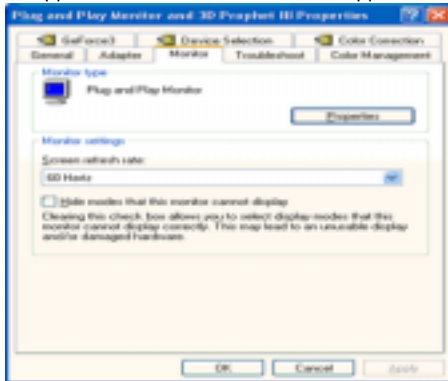 Plug and Play Monitor and 3D Prophet III Properties
GeForce3 Device Selection Color Correction
General Adapter Monitor Troubleshoot Color Management
Monitor type
Plug and Play Monitor
Properties
Monitor settings
Screen refresh rate:
60 Hertz
Hide modes that this monitor cannot display
Clearing this check box allows you to select display modes that this
monitor cannot display correctly. This may lead to an unusable display
and/or damaged hardware.
OK Cancel Apply